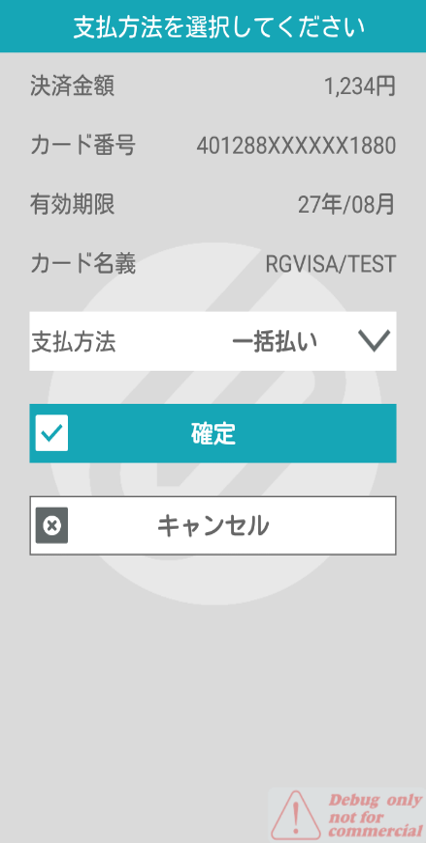 支払方法を選択してください
決済金額 1,234円
カード番号 401288XXXXXX1880
有効期限 27年/08月
カード名義 RGVISA/TEST
支払方法 一括払い
確定
キャンセル
Debug only
not for
commercial